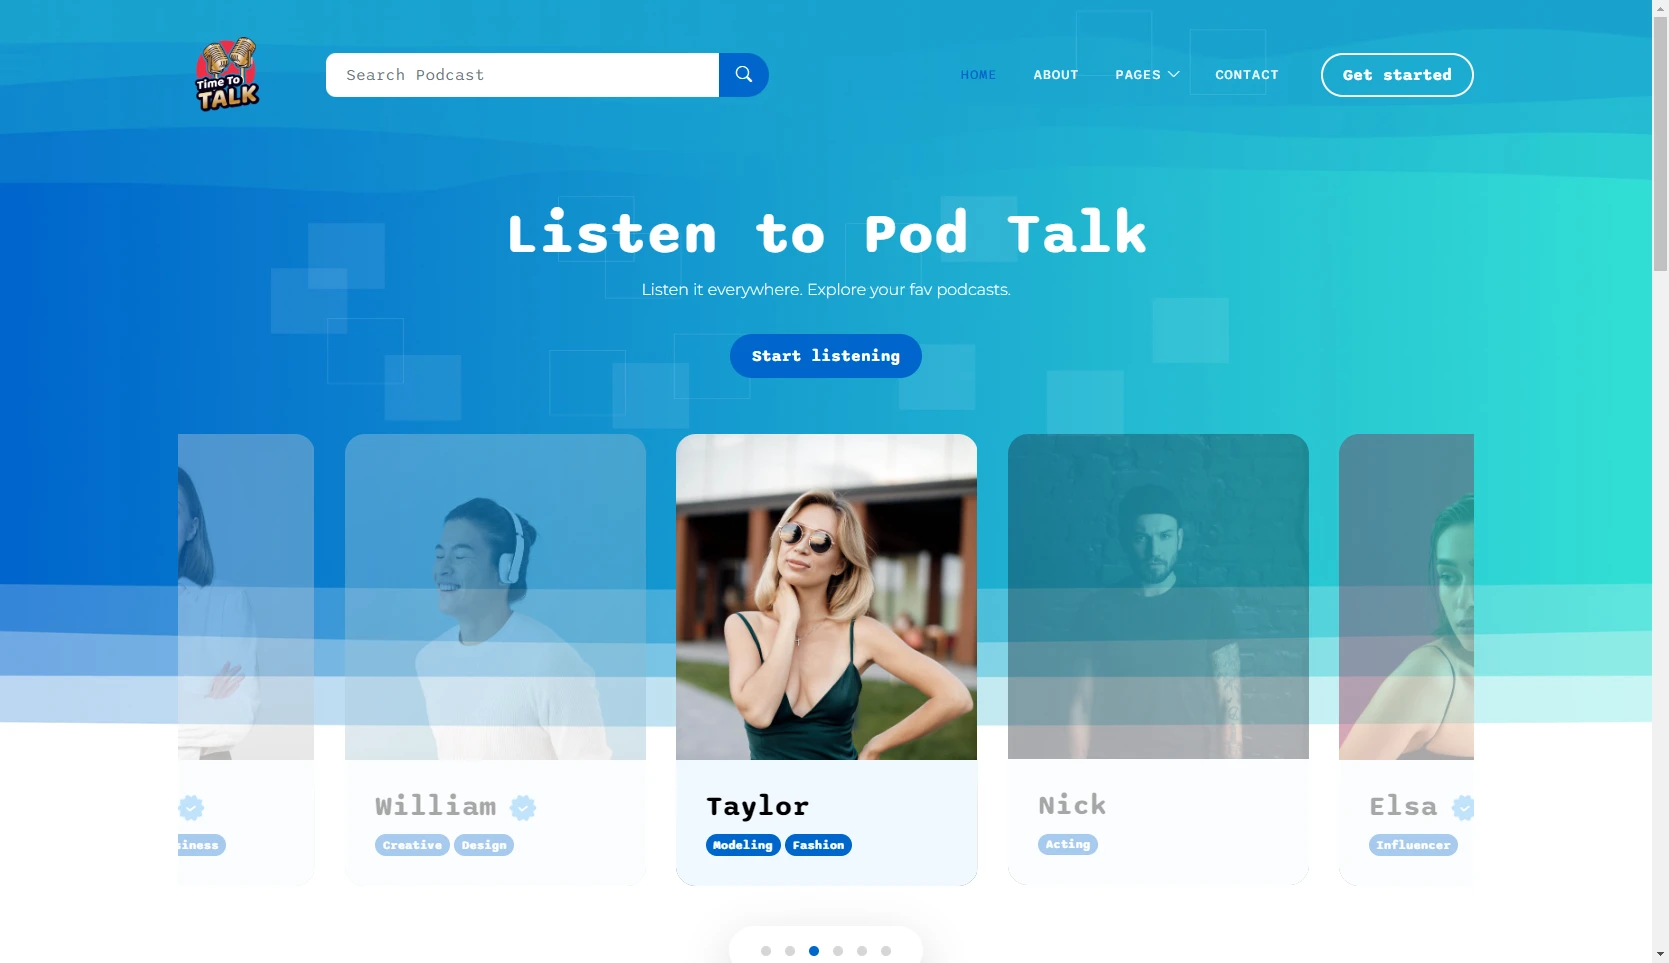 Time To
TALK
Search Podcast
HOME
ABOUT
PAGES
CONTACT
Get started
Listen to Pod Talk
Listen it everywhere. Explore your fav podcasts.
Start listening
William
Creative Design
Taylor
Modeling Fashion
Nick
Acting
Elsa
Influencer